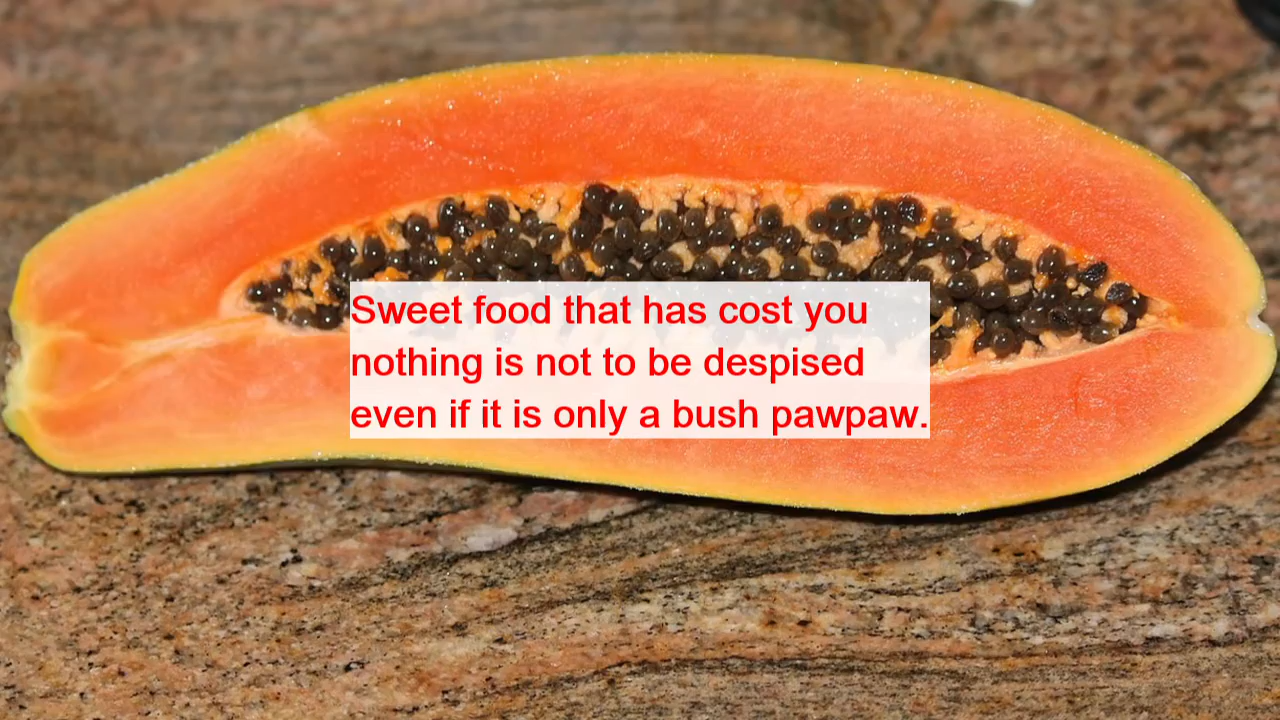 Sweet food that has cost you
nothing is not to be despised
even if it is only a bush pawpaw.